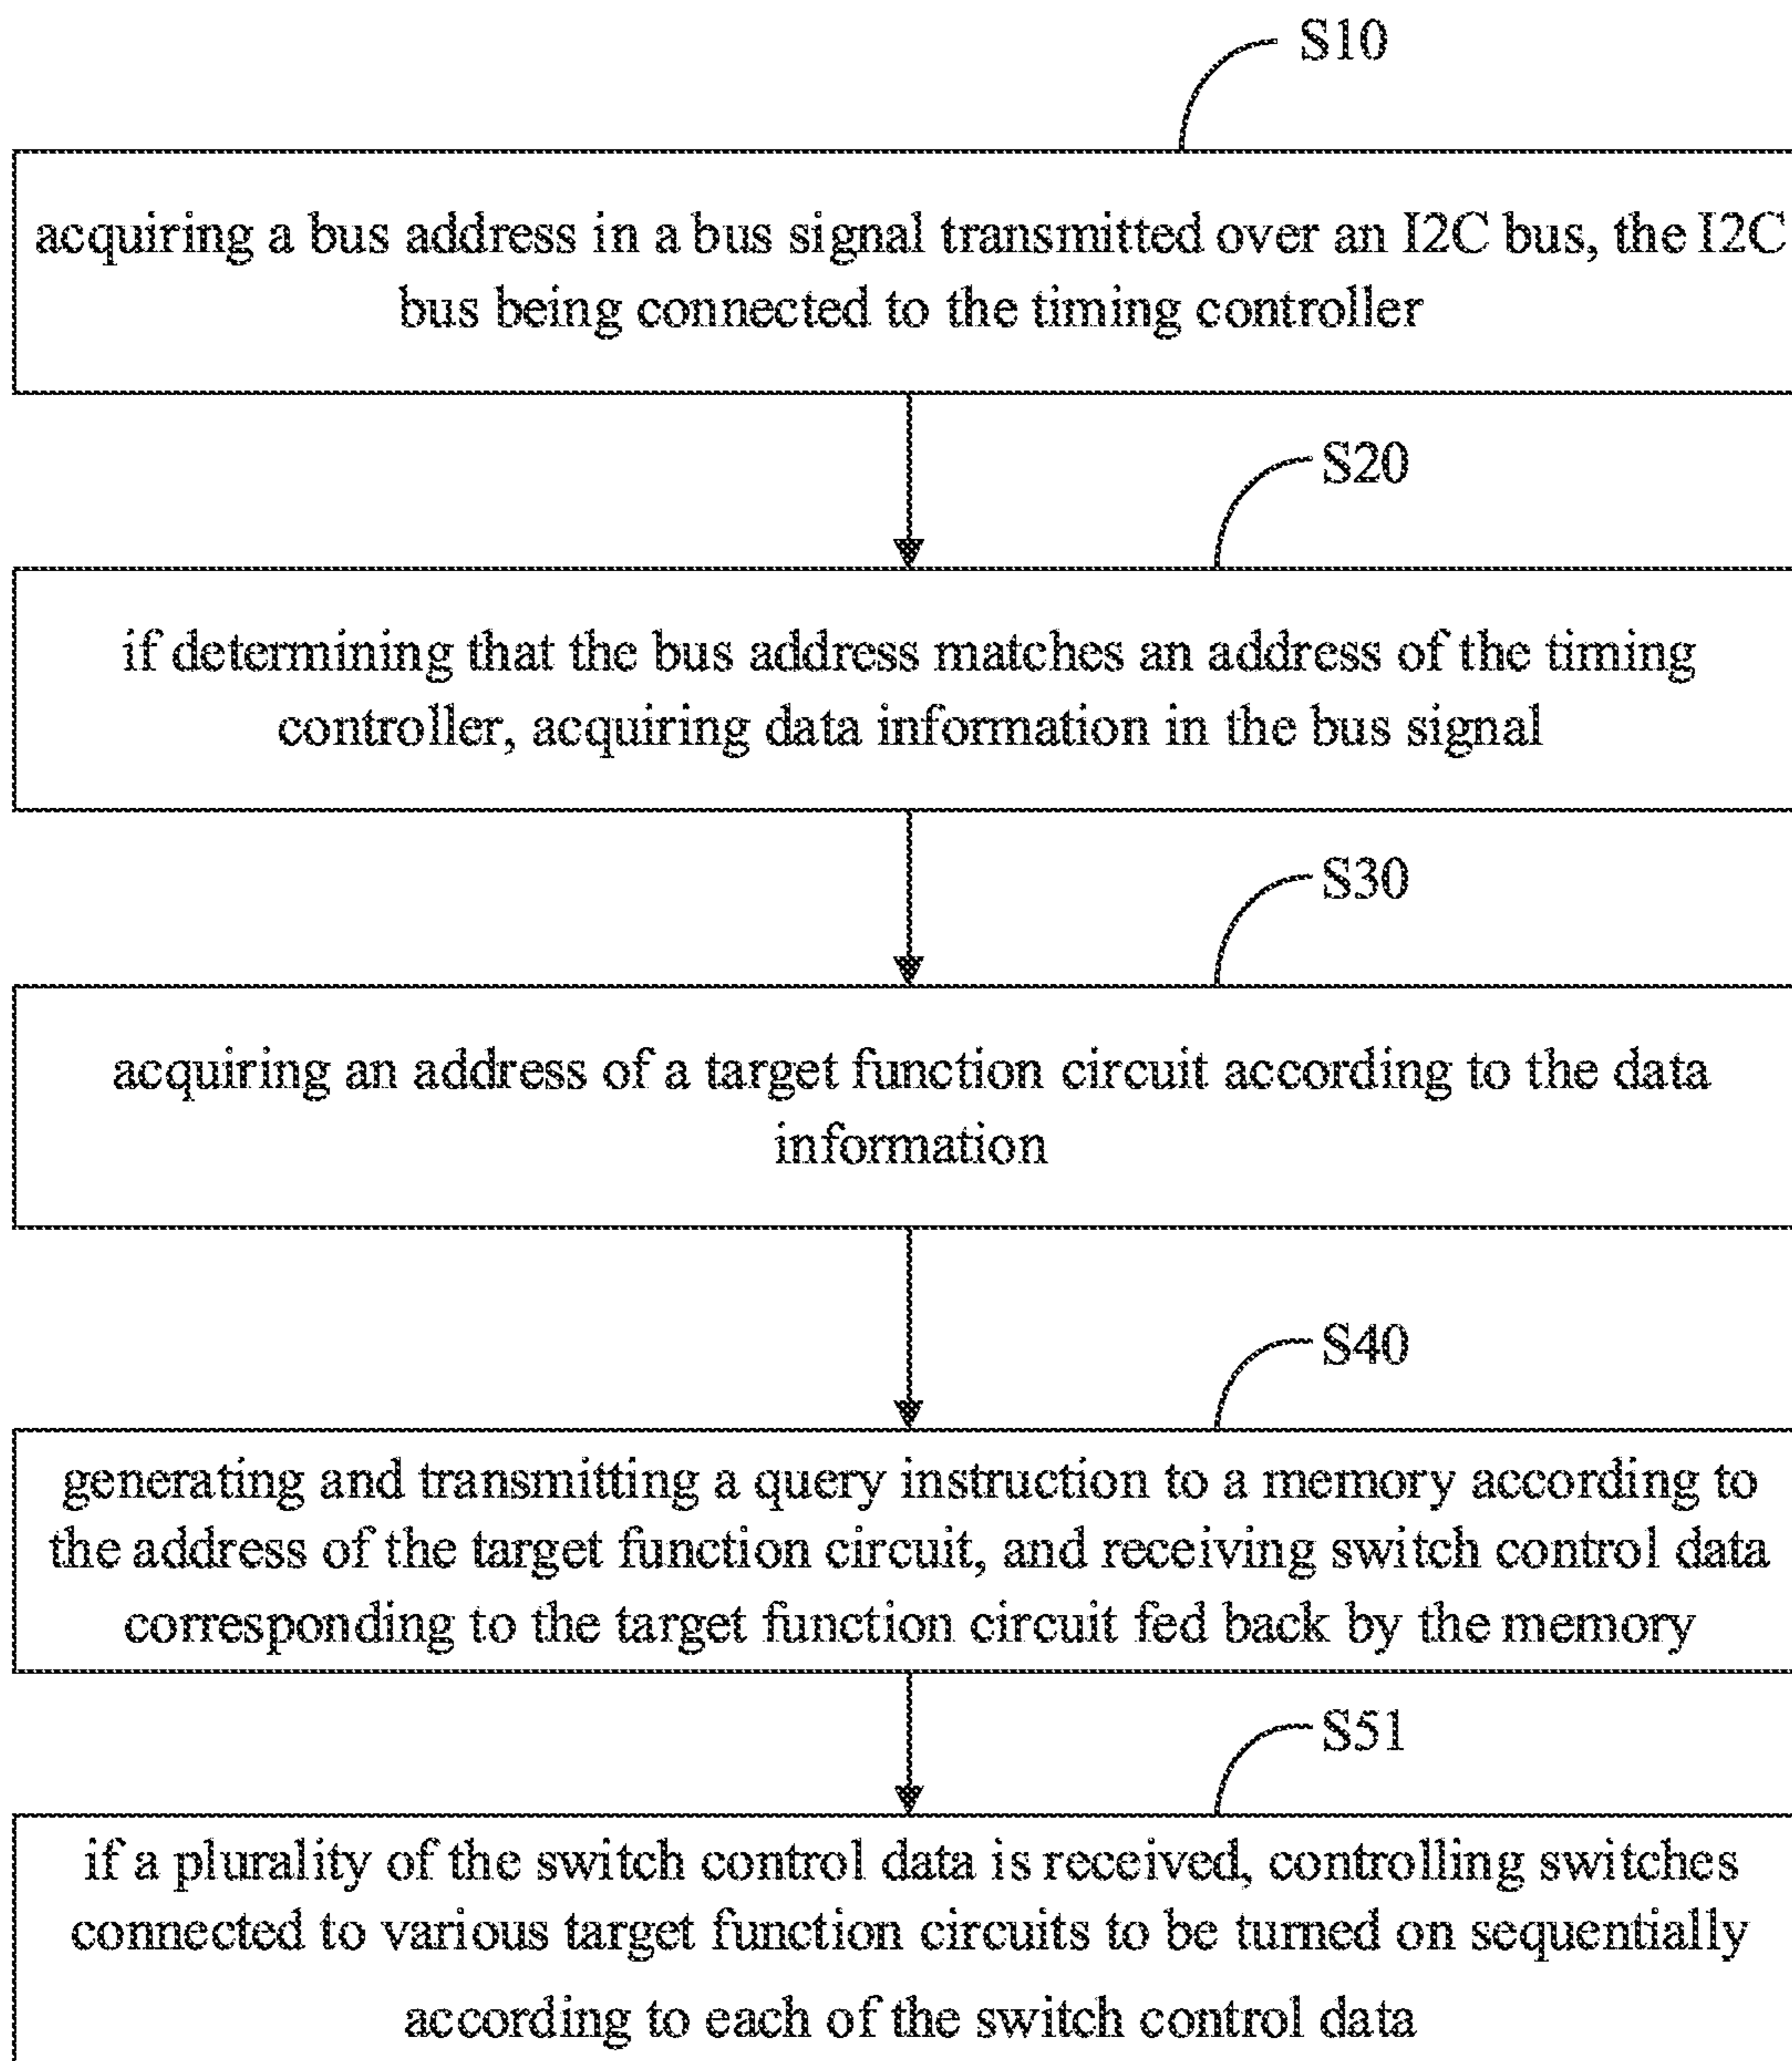 S10
acquiring a bus address in a bus signal transmitted over an I2C bus, the I2C
bus being connected to the timing controller
S20
if determining that the bus address matches an address of the timing
controller, acquiring data information in the bus signal
S30
acquiring an address of a target function circuit according to the data
information
S40
generating and transmitting a query instruction to a memory according to
the address of the target function circuit, and receiving switch control data
corresponding to the target function circuit fed back by the memory
S51
if a plurality of the switch control data is received, controlling switches
connected to various target function circuits to be turned on sequentially
according to each of the switch control data